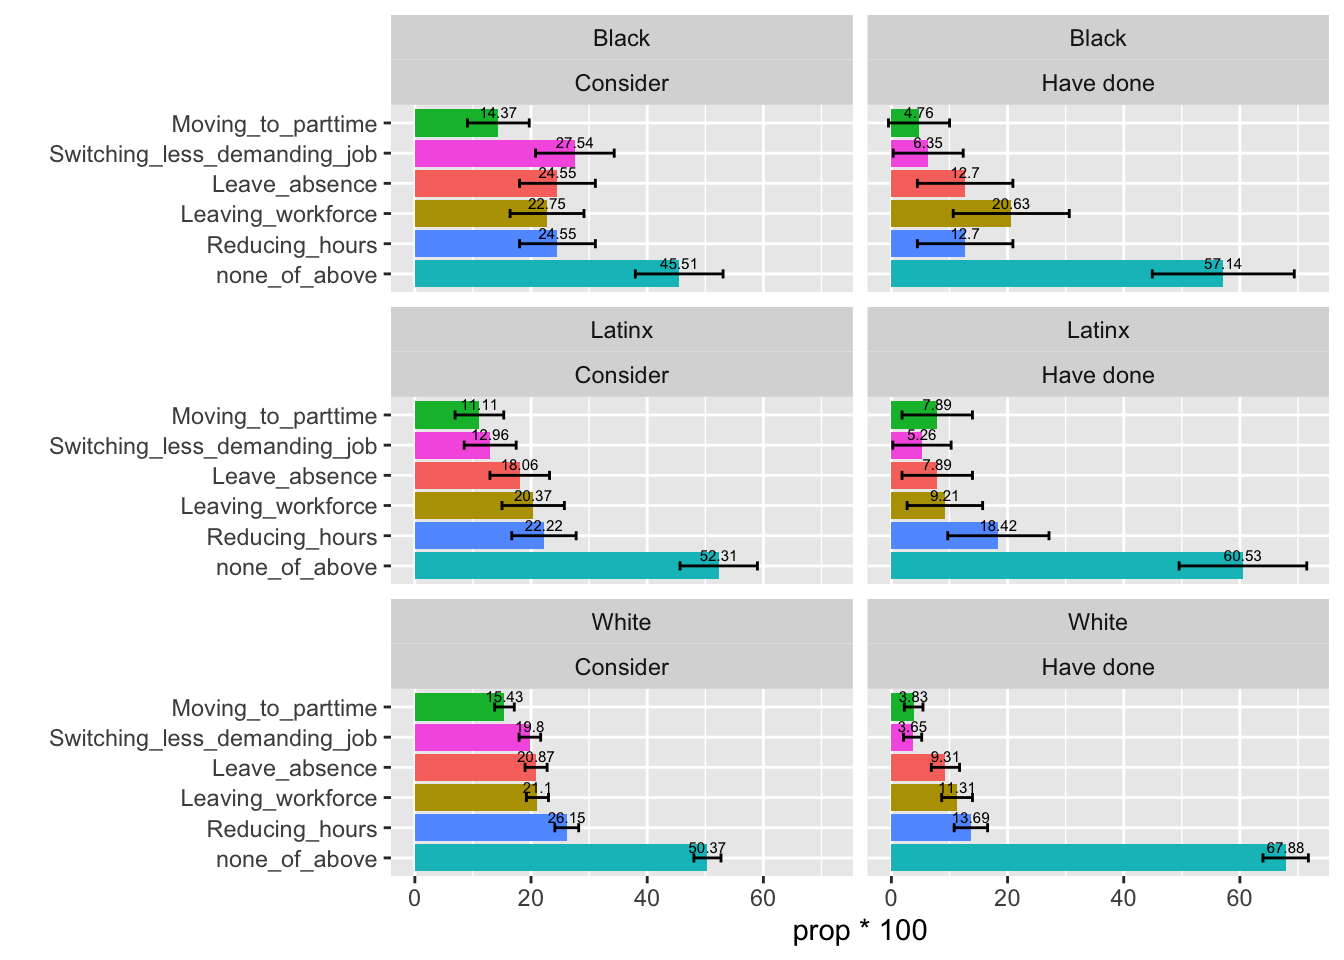 Black
Black
Consider
Have done
Moving_to_parttime
14.37
4.76
Switching_less_demanding_job
27.54
6.35
Leave_absence
24.55
12.7
Leaving_workforce
22.75
20.63
Reducing_hours
24.55
12.7
none_of_above
45.51
57.14
Latinx
Latinx
Consider
Have done
Moving_to_parttime
11.11
7.89
Switching_less_demanding_job
12.96
5.26
Leave_absence
18.06
7.89
Leaving_workforce
20.37
9.21
Reducing_hours
22.22
18.42
none_of_above
52.31
60.53
White
White
Consider
Have done
Moving_to_parttime
15.43
3.83
Switching_less_demanding_job
19.8
3.65
Leave_absence
20.87
9.31
Leaving_workforce
21.1
11.31
Reducing_hours
26.15
13.69
none_of_above
50.37
67.88
0 20 40 60
0 20 40 60
prop * 100